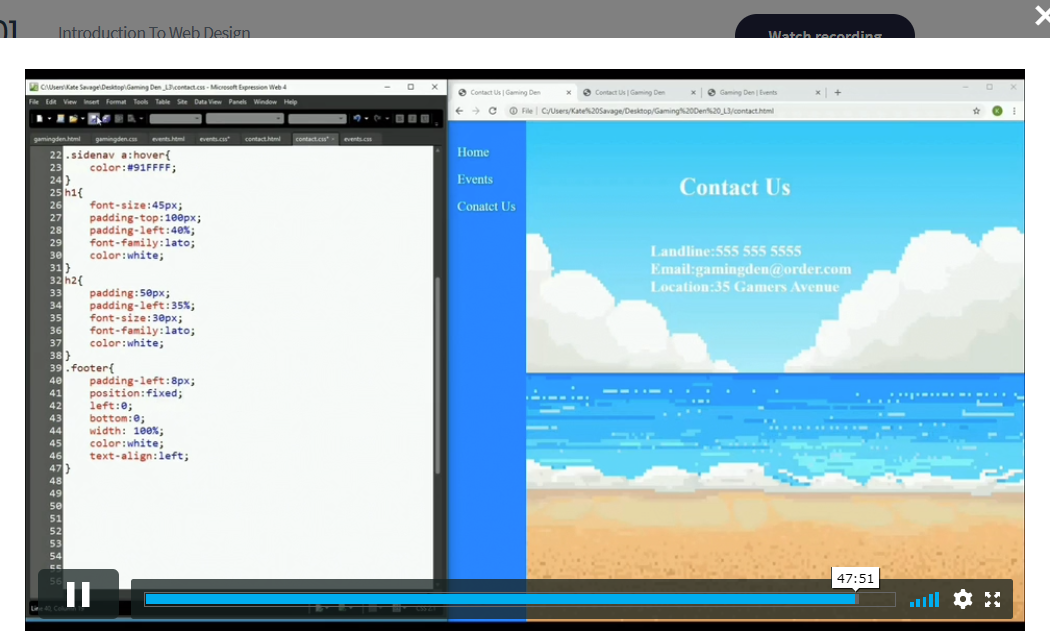 01
Introduction To Web Design
Watch recording
C:\Users\Kate Savage\Desktop\Gaming Den _L3\contact.css - Microsoft Expression Web 4
File Edit View Insert Format Tools Table Site Data View Panels Window Help
gamingden.html gamingden.css events.html events.css* contact.html contact.css* events.css
22 .sidenav a:hover{
23 color:#91FFFF;
24 }
25 h1{
26 font-size:45px;
27 padding-top:100px;
28 padding-left:40%;
29 font-family:lato;
30 color:white;
31 }
32 h2{
33 padding:50px;
34 padding-left:35%;
35 font-size:30px;
36 font-family:lato;
37 color:white;
38 }
39 .footer{
40 padding-left:8px;
41 position:fixed;
42 left:0;
43 bottom:0;
44 width: 100%;
45 color:white;
46 text-align:left;
47 }
48
49
50
51
52
53
54
55
56
Contact Us | Gaming Den
Contact Us | Gaming Den
Gaming Den | Events
File C:/Users/Kate%20Savage/Desktop/Gaming%20Den%20_L3/contact.html
Home
Events
Conatct Us
Contact Us
Landline:555 555 5555
Email:gamingden@order.com
Location:35 Gamers Avenue
47:51